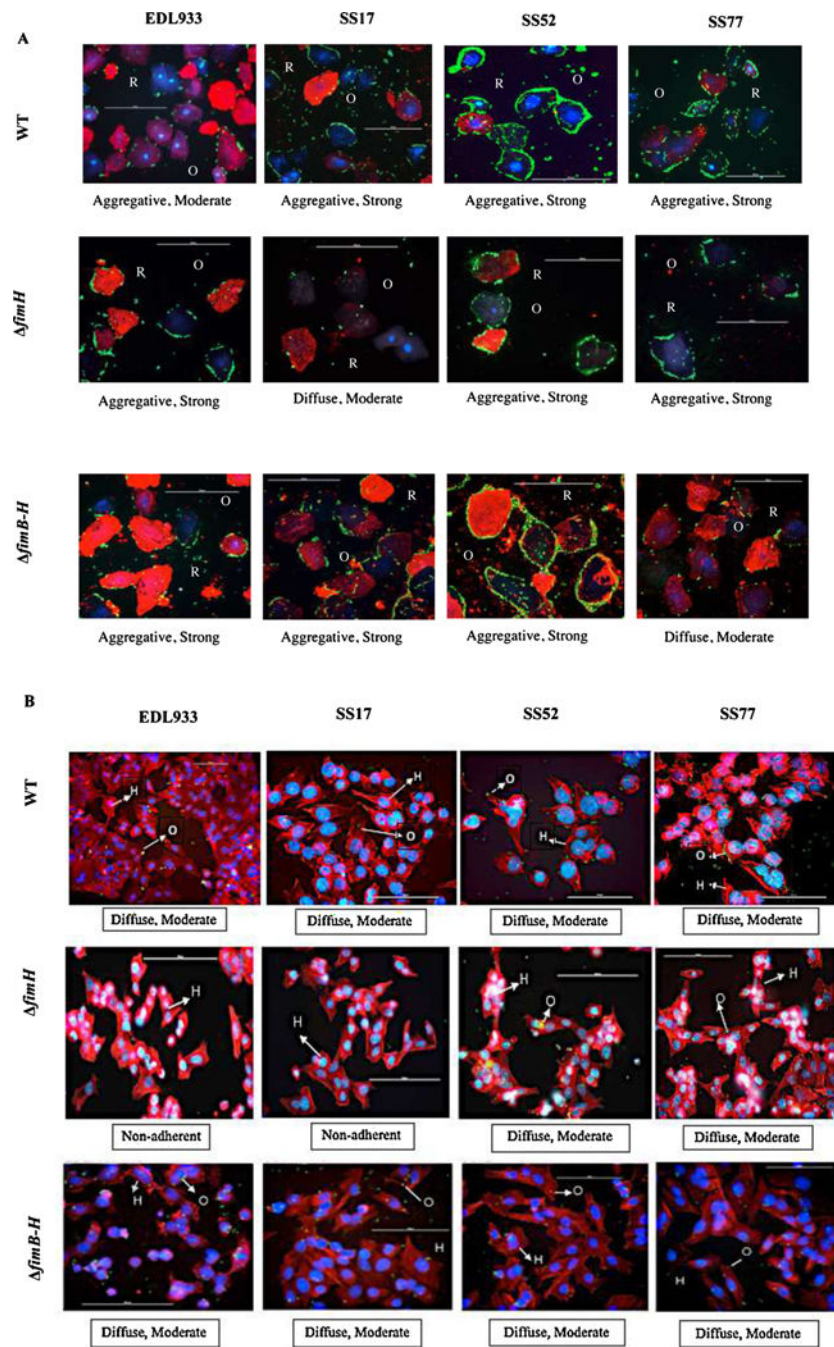 A
EDL933 SS17 SS52 SS77
WT
R O R O R O O R
Aggregative, Moderate Aggregative, Strong Aggregative, Strong Aggregative, Strong
ΔfimH
R O O R R O O R
Aggregative, Strong Diffuse, Moderate Aggregative, Strong Aggregative, Strong
ΔfimB-H
O R R O R O R O
Aggregative, Strong Aggregative, Strong Aggregative, Strong Diffuse, Moderate
B
EDL933 SS17 SS52 SS77
WT
H O H O O H O H
Diffuse, Moderate Diffuse, Moderate Diffuse, Moderate Diffuse, Moderate
ΔfimH
H H H O H O
Non-adherent Non-adherent Diffuse, Moderate Diffuse, Moderate
ΔfimB-H
H O O H O H O H
Diffuse, Moderate Diffuse, Moderate Diffuse, Moderate Diffuse, Moderate